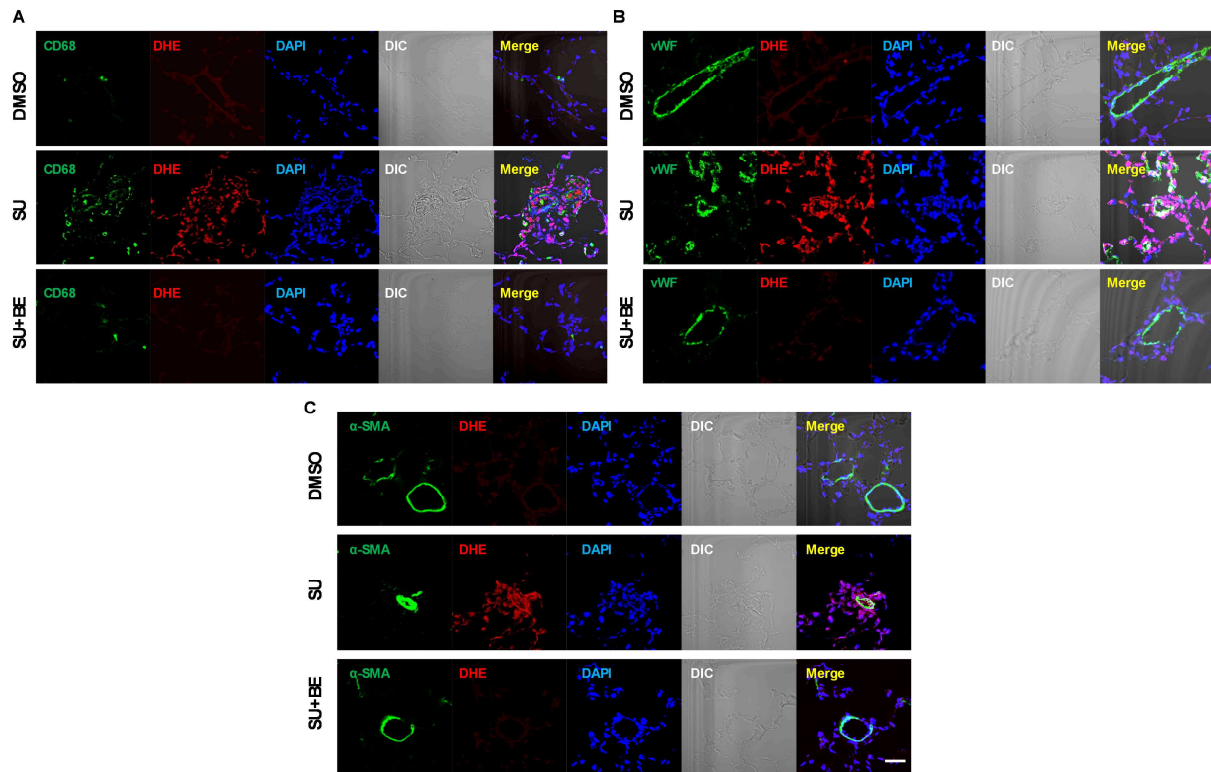 A
CD68 DHE DAPI DIC Merge
DMSO
CD68 DHE DAPI DIC Merge
SU
CD68 DHE DAPI DIC Merge
SU+BE
B
vWF DHE DAPI DIC Merge
DMSO
vWF DHE DAPI DIC Merge
SU
vWF DHE DAPI DIC Merge
SU+BE
C
α-SMA DHE DAPI DIC Merge
DMSO
α-SMA DHE DAPI DIC Merge
SU
α-SMA DHE DAPI DIC Merge
SU+BE